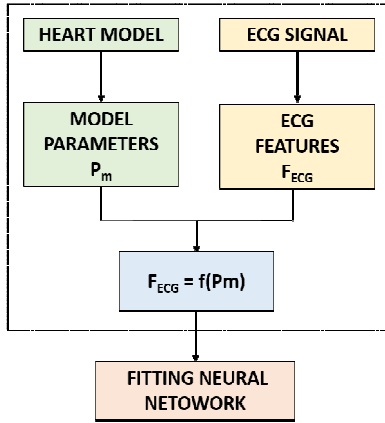 HEART MODEL
ECG SIGNAL
MODEL
PARAMETERS
Pm
ECG
FEATURES
FECG
FECG = f(Pm)
FITTING NEURAL
NETOWORK